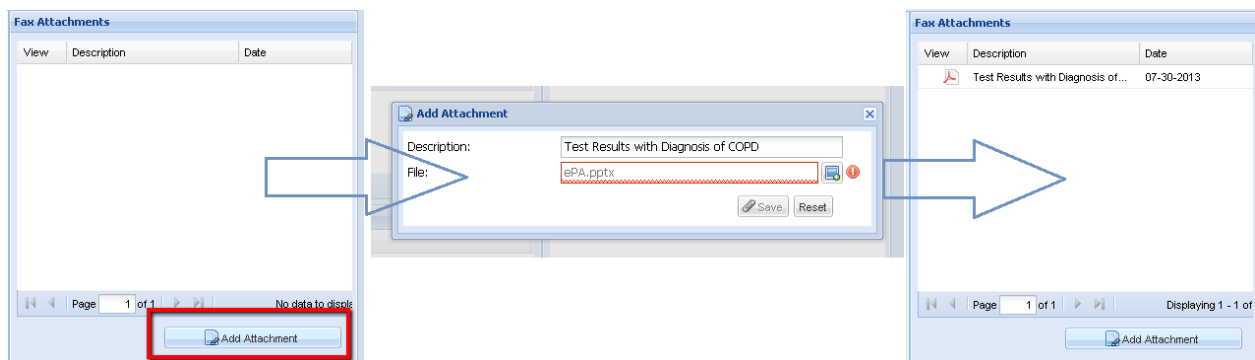 Fax Attachments
View Description Date
Page 1 of 1 No data to displa
Add Attachment
Add Attachment
Description: Test Results with Diagnosis of COPD
File: ePA.pptx
Save Reset
Fax Attachments
View Description Date
Test Results with Diagnosis of... 07-30-2013
Page 1 of 1 Displaying 1 - 1 of
Add Attachment